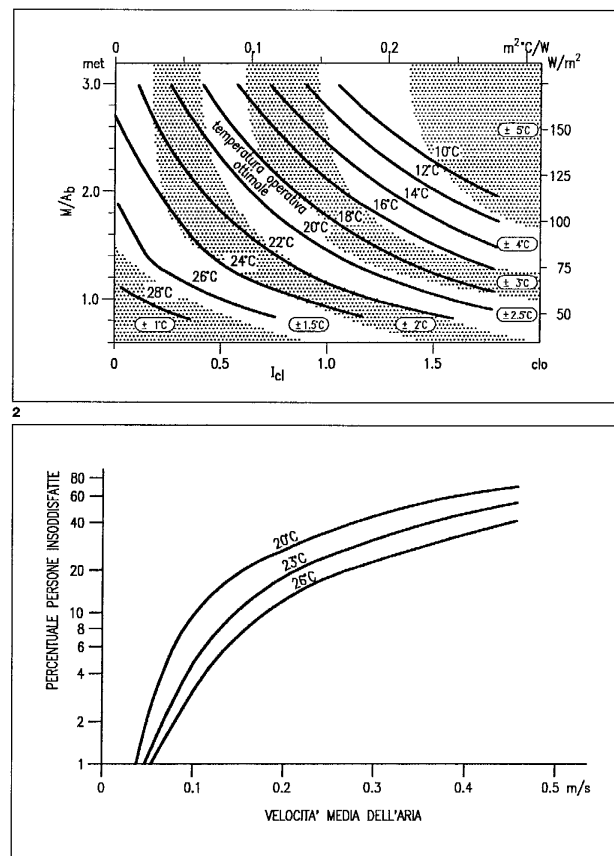 0 0.1 0.2 m² °C/W
met W/m²
3.0
temperatura operativa
ottimale
± 5°C
150
10°C
12°C
125
14°C
M/Ab
2.0
16°C
18°C
20°C
100
22°C
± 4°C
24°C
75
26°C
± 3°C
1.0
28°C
± 2.5°C
50
± 1°C
± 1.5°C
± 2°C
0 0.5 1.0 1.5 clo
Icl
2
80
60
40
20
10
8
6
4
2
1
PERCENTUALE PERSONE INSODDISFATTE
20°C
23°C
26°C
0 0.1 0.2 0.3 0.4 0.5 m/s
VELOCITA' MEDIA DELL'ARIA